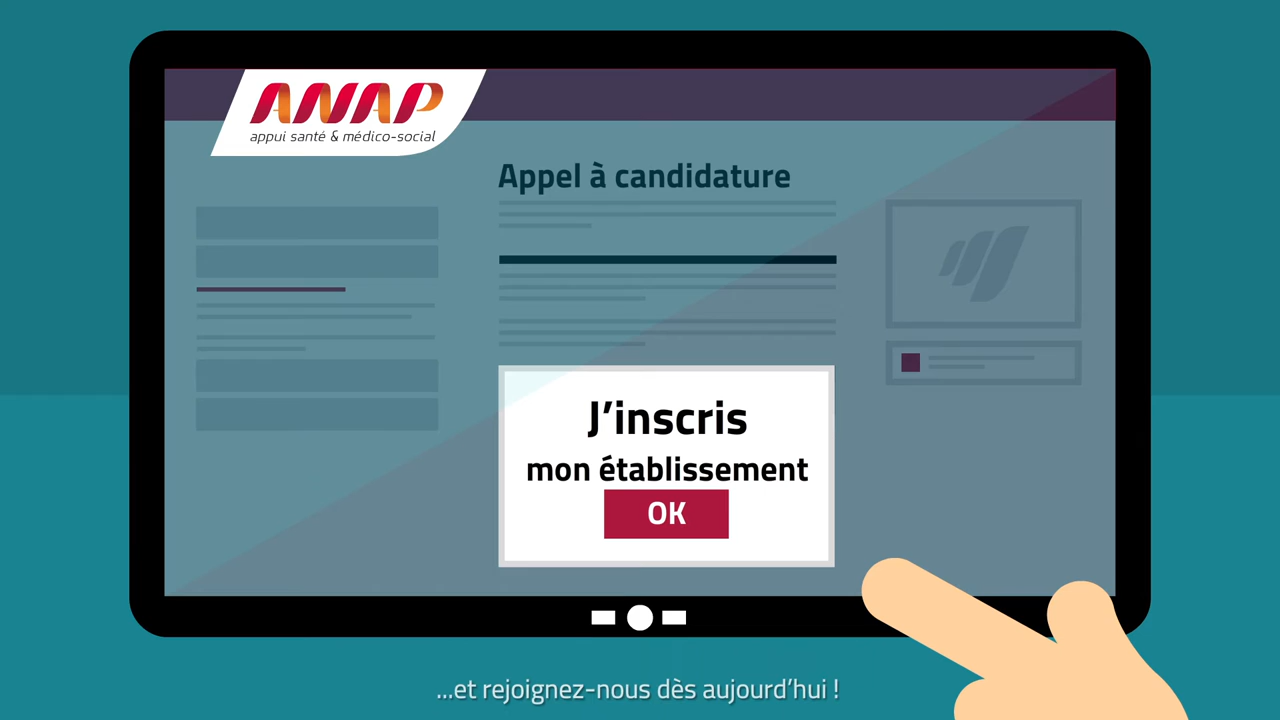 ANAP
appui santé & médico-social
Appel à candidature
J’inscris
mon établissement
OK
...et rejoignez-nous dès aujourd’hui !